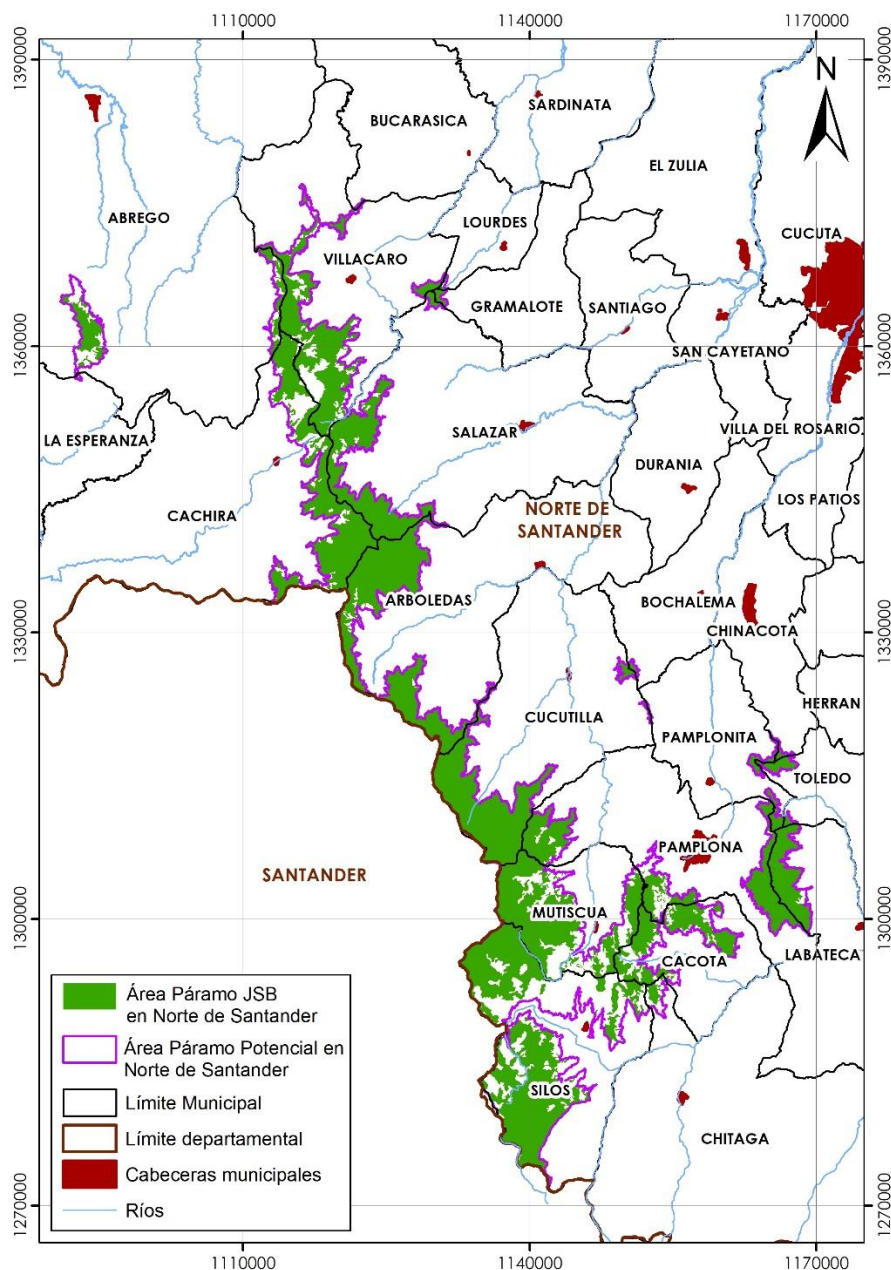 1110000
1140000
1170000
1390000
1390000
N
SARDINATA
BUCARASICA
EL ZULIA
ABREGO
LOURDES
CUCUTA
VILLACARO
GRAMALOTE
SANTIAGO
1360000
1360000
SAN CAYETANO
LA ESPERANZA
SALAZAR
VILLA DEL ROSARIO
DURANIA
LOS PATIOS
CACHIRA
NORTE DE
SANTANDER
ARBOLEDAS
BOCHALEMA
1330000
1330000
CHINACOTA
HERRAN
CUCUTILLA
PAMPLONITA
TOLEDO
PAMPLONA
SANTANDER
MUTISCUA
1300000
1300000
LABATECA
CACOTA
SILOS
CHITAGA
Área Páramo JSB
en Norte de Santander
Área Páramo Potencial en
Norte de Santander
Límite Municipal
Límite departamental
Cabeceras municipales
Ríos
1270000
1270000
1110000
1140000
1170000